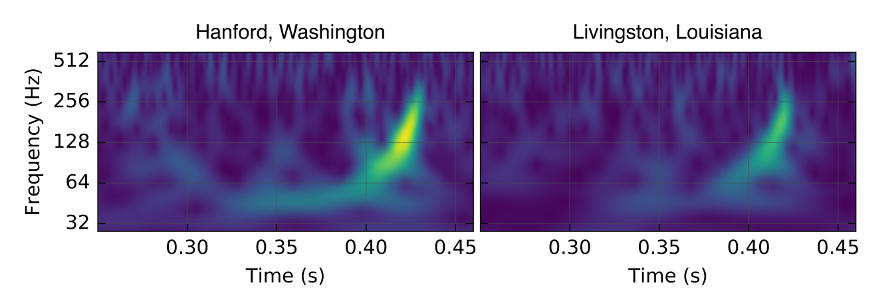 Hanford, Washington
Livingston, Louisiana
Frequency (Hz)
512
256
128
64
32
0.30 0.35 0.40 0.45
0.30 0.35 0.40 0.45
Time (s)
Time (s)